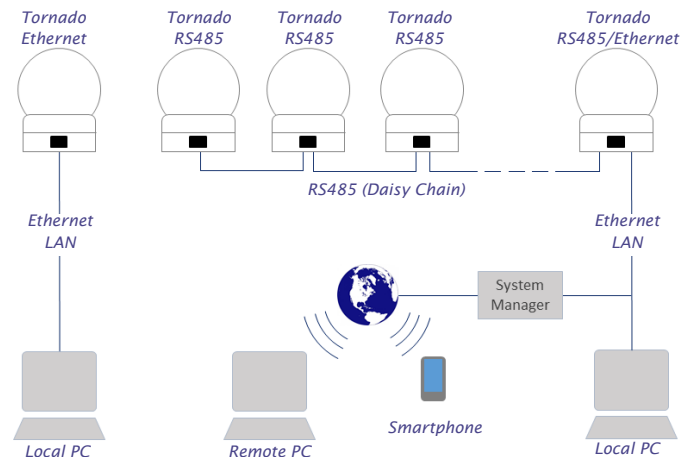 Tornado
Ethernet
Tornado
RS485
Tornado
RS485
Tornado
RS485
Tornado
RS485/Ethernet
RS485 (Daisy Chain)
Ethernet
LAN
Ethernet
LAN
System
Manager
Smartphone
Local PC
Remote PC
Local PC